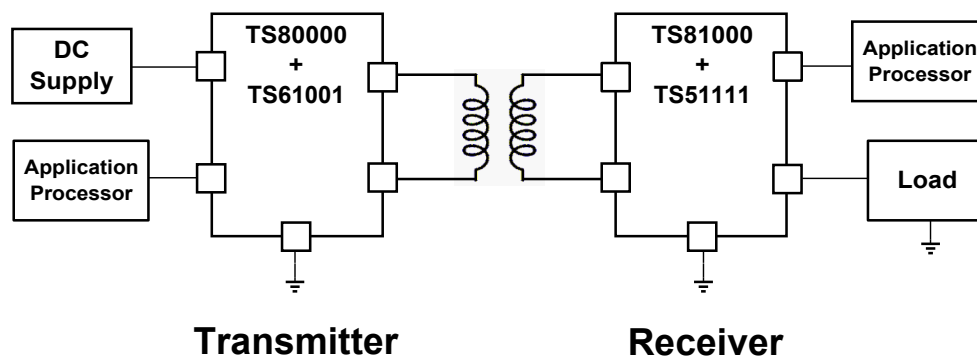 DC
Supply
Application
Processor
TS80000
+
TS61001
TS81000
+
TS51111
Application
Processor
Load
Transmitter
Receiver